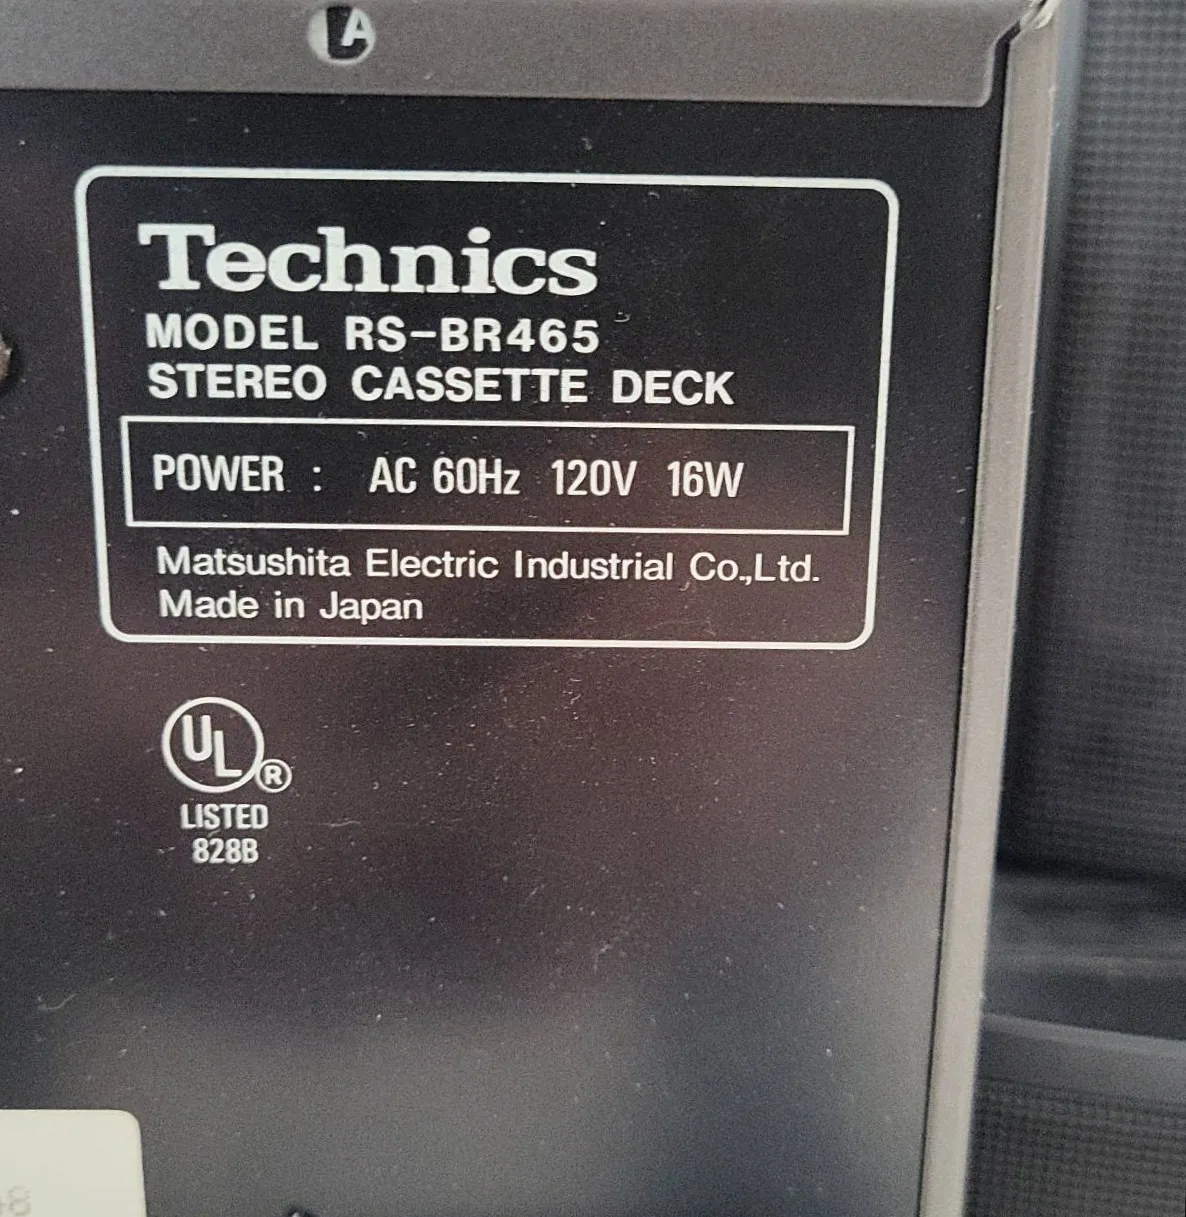 A
Technics
MODEL RS-BR465
STEREO CASSETTE DECK
POWER : AC 60Hz 120V 16W
Matsushita Electric Industrial Co.,Ltd.
Made in Japan
UL®
LISTED
828B